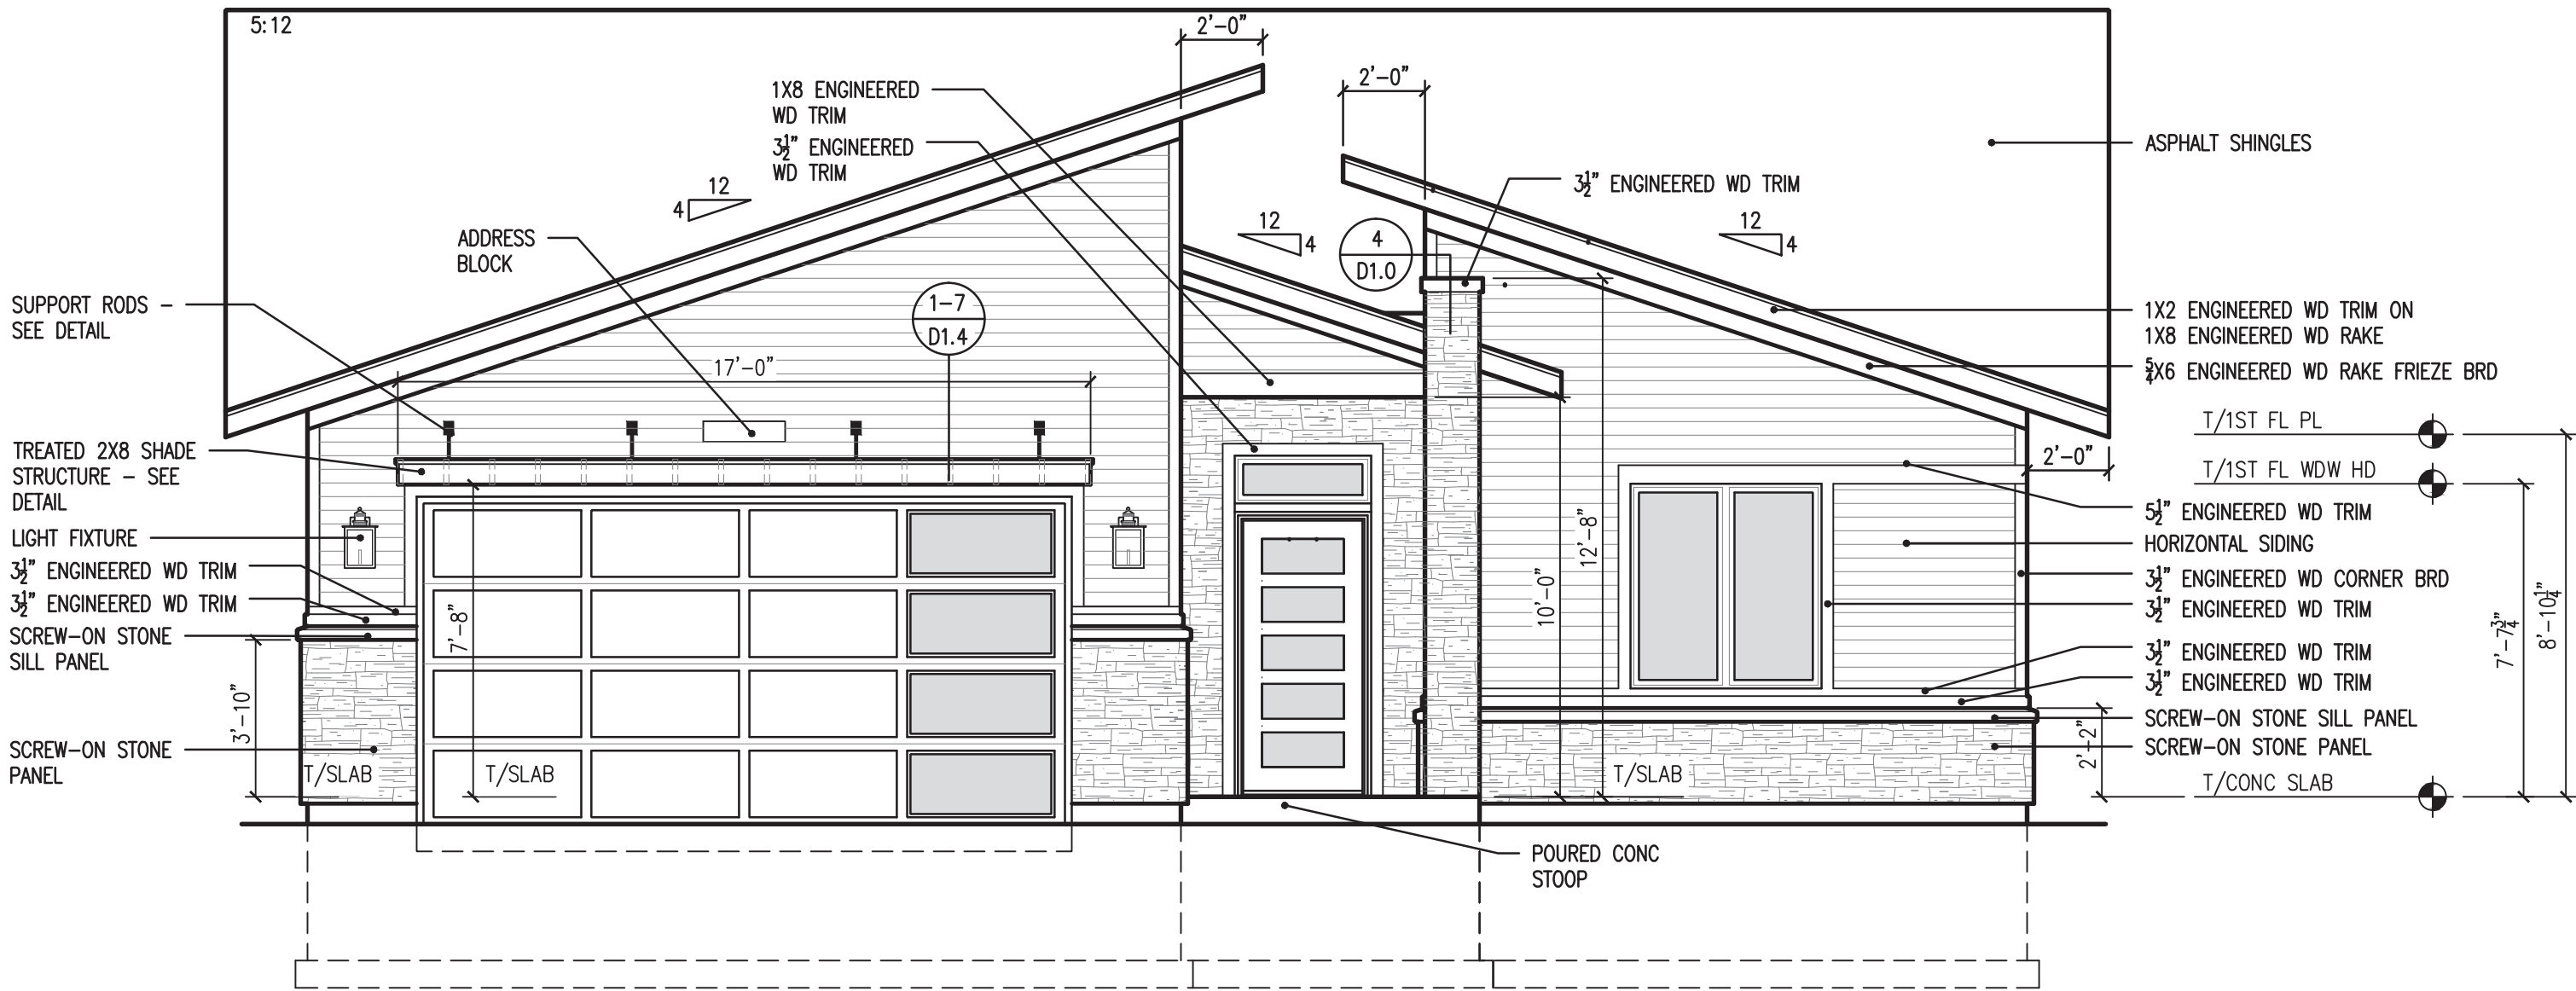 5:12
2'-0"
2'-0"
1X8 ENGINEERED
WD TRIM
3½" ENGINEERED
WD TRIM
12
4
ADDRESS
BLOCK
SUPPORT RODS –
SEE DETAIL
1-7
D1.4
17'-0"
TREATED 2X8 SHADE
STRUCTURE – SEE
DETAIL
LIGHT FIXTURE
3½" ENGINEERED WD TRIM
3½" ENGINEERED WD TRIM
SCREW-ON STONE
SILL PANEL
3'-10"
SCREW-ON STONE
PANEL
T/SLAB
T/SLAB
7'-8"
12
4
4
D1.0
3½" ENGINEERED WD TRIM
12
4
12'-8"
10'-0"
T/SLAB
POURED CONC
STOOP
ASPHALT SHINGLES
1X2 ENGINEERED WD TRIM ON
1X8 ENGINEERED WD RAKE
5/4X6 ENGINEERED WD RAKE FRIEZE BRD
T/1ST FL PL
2'-0"
T/1ST FL WDW HD
5½" ENGINEERED WD TRIM
HORIZONTAL SIDING
3½" ENGINEERED WD CORNER BRD
3½" ENGINEERED WD TRIM
3½" ENGINEERED WD TRIM
3½" ENGINEERED WD TRIM
SCREW-ON STONE SILL PANEL
SCREW-ON STONE PANEL
2'-2"
T/CONC SLAB
7'-7¾"
8'-10¼"